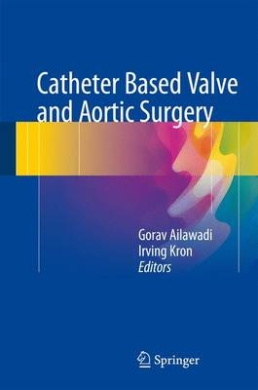 Catheter Based Valve
and Aortic Surgery
Gorav Ailawadi
Irving Kron
Editors
Springer